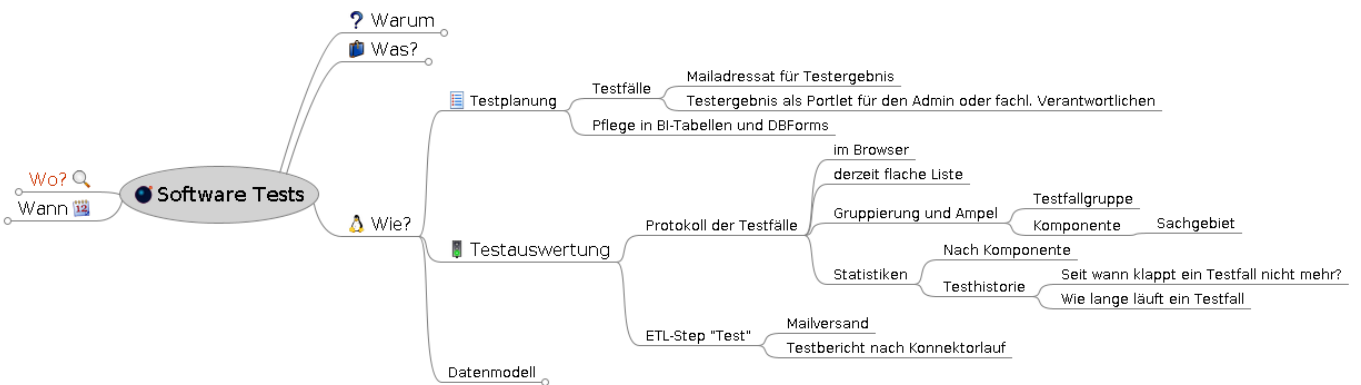 Software Tests
Wo?
Wann
Warum
Was?
Wie?
Testplanung
Testfälle
Mailadressat für Testergebnis
Testergebnis als Portlet für den Admin oder fachl. Verantwortlichen
Pflege in BI-Tabellen und DBForms
Testauswertung
Protokoll der Testfälle
im Browser
derzeit flache Liste
Gruppierung und Ampel
Testfallgruppe
Komponente
Sachgebiet
Statistiken
Nach Komponente
Testhistorie
Seit wann klappt ein Testfall nicht mehr?
Wie lange läuft ein Testfall
ETL-Step "Test"
Mailversand
Testbericht nach Konnektorlauf
Datenmodell
12